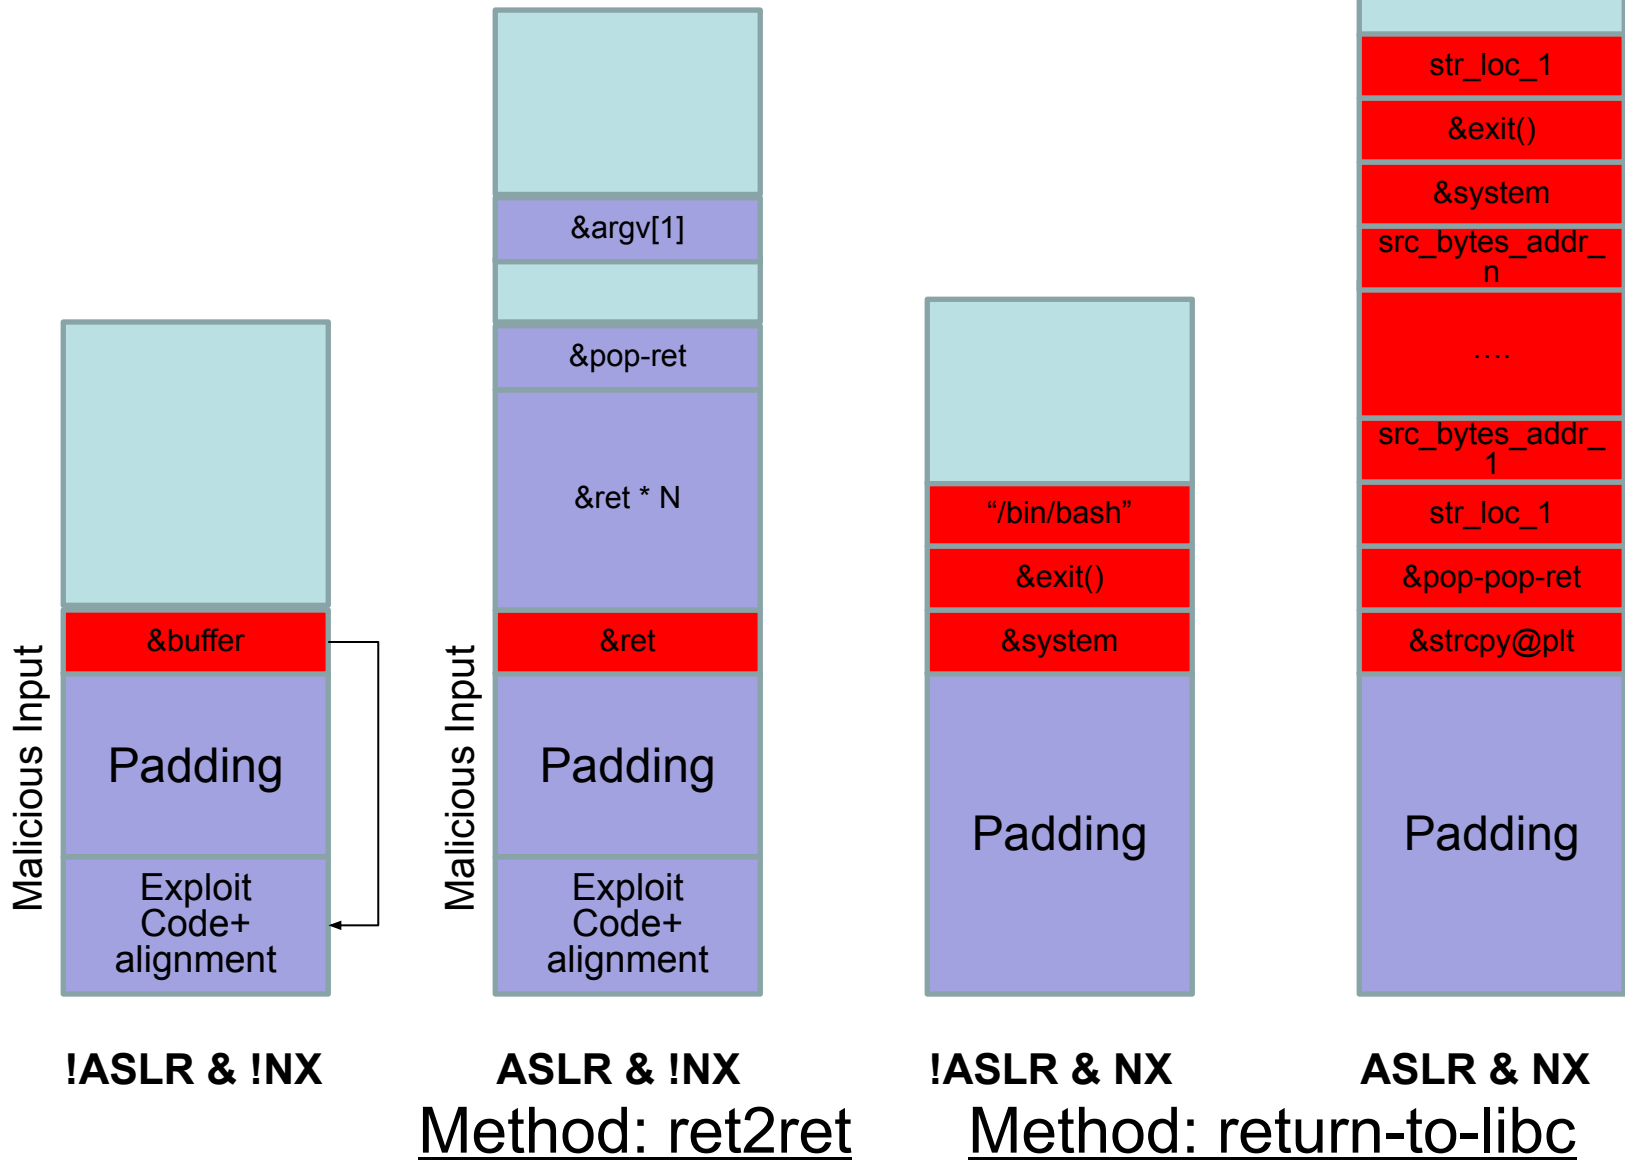 Malicious Input
&buffer
Padding
Exploit
Code+
alignment
!ASLR & !NX
Malicious Input
&argv[1]
&pop-ret
&ret * N
&ret
Padding
Exploit
Code+
alignment
ASLR & !NX
Method: ret2ret
“/bin/bash”
&exit()
&system
Padding
!ASLR & NX
str_loc_1
&exit()
&system
src_bytes_addr_
n
....
src_bytes_addr_
1
str_loc_1
&pop-pop-ret
&strcpy@plt
Padding
ASLR & NX
Method: return-to-libc